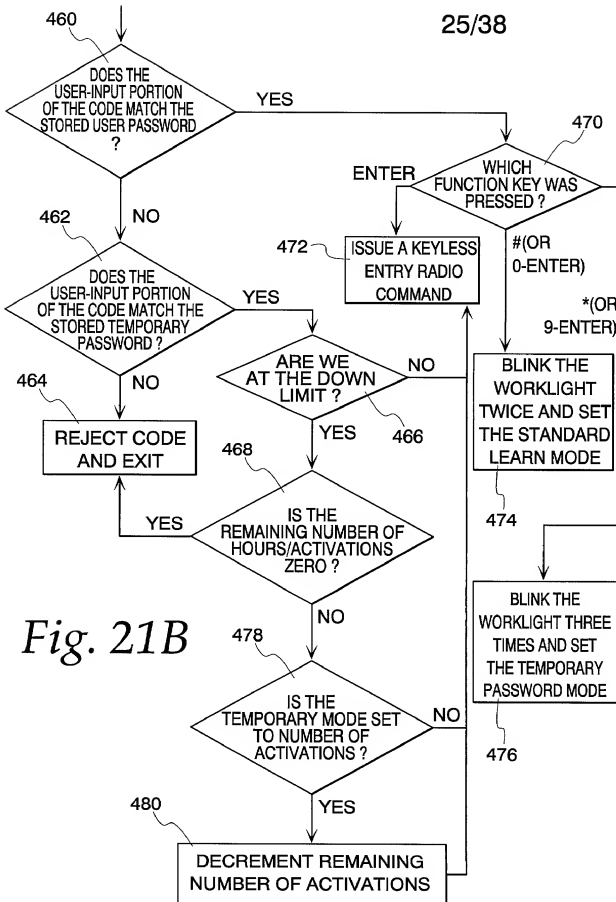 25/38
460
DOES THE
USER-INPUT PORTION
OF THE CODE MATCH THE
STORED USER PASSWORD
?
YES
NO
470
WHICH
FUNCTION KEY WAS
PRESSED ?
ENTER
#(OR
0-ENTER)
*(OR
9-ENTER)
472
ISSUE A KEYLESS
ENTRY RADIO
COMMAND
462
DOES THE
USER-INPUT PORTION
OF THE CODE MATCH THE
STORED TEMPORARY
PASSWORD ?
YES
NO
464
REJECT CODE
AND EXIT
ARE WE
AT THE DOWN
LIMIT ?
NO
466
YES
BLINK THE
WORKLIGHT
TWICE AND SET
THE STANDARD
LEARN MODE
474
468
IS THE
REMAINING NUMBER OF
HOURS/ACTIVATIONS
ZERO ?
YES
NO
BLINK THE
WORKLIGHT THREE
TIMES AND SET
THE TEMPORARY
PASSWORD MODE
476
Fig. 21B
478
IS THE
TEMPORARY MODE SET
TO NUMBER OF
ACTIVATIONS ?
NO
YES
480
DECREMENT REMAINING
NUMBER OF ACTIVATIONS